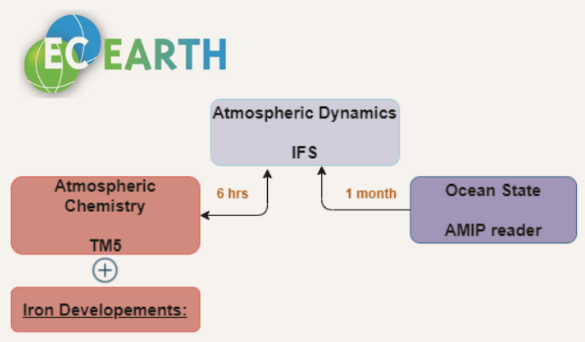 EC EARTH
Atmospheric Dynamics
IFS
Atmospheric
Chemistry
TM5
6 hrs
1 month
Ocean State
AMIP reader
Iron Developements: